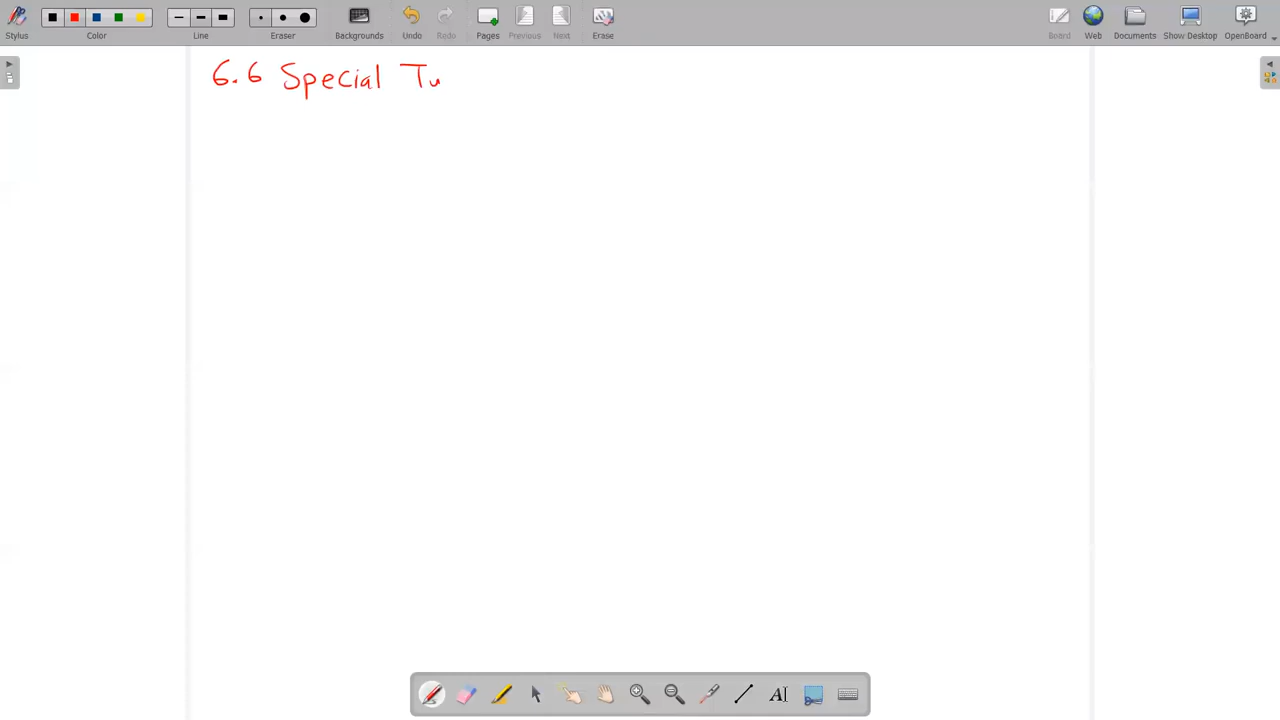 Stylus
Color
Line
Eraser
Backgrounds
Undo
Redo
Pages
Previous
Next
Erase
Board
Web
Documents
Show Desktop
OpenBoard
6.6 Special Tu